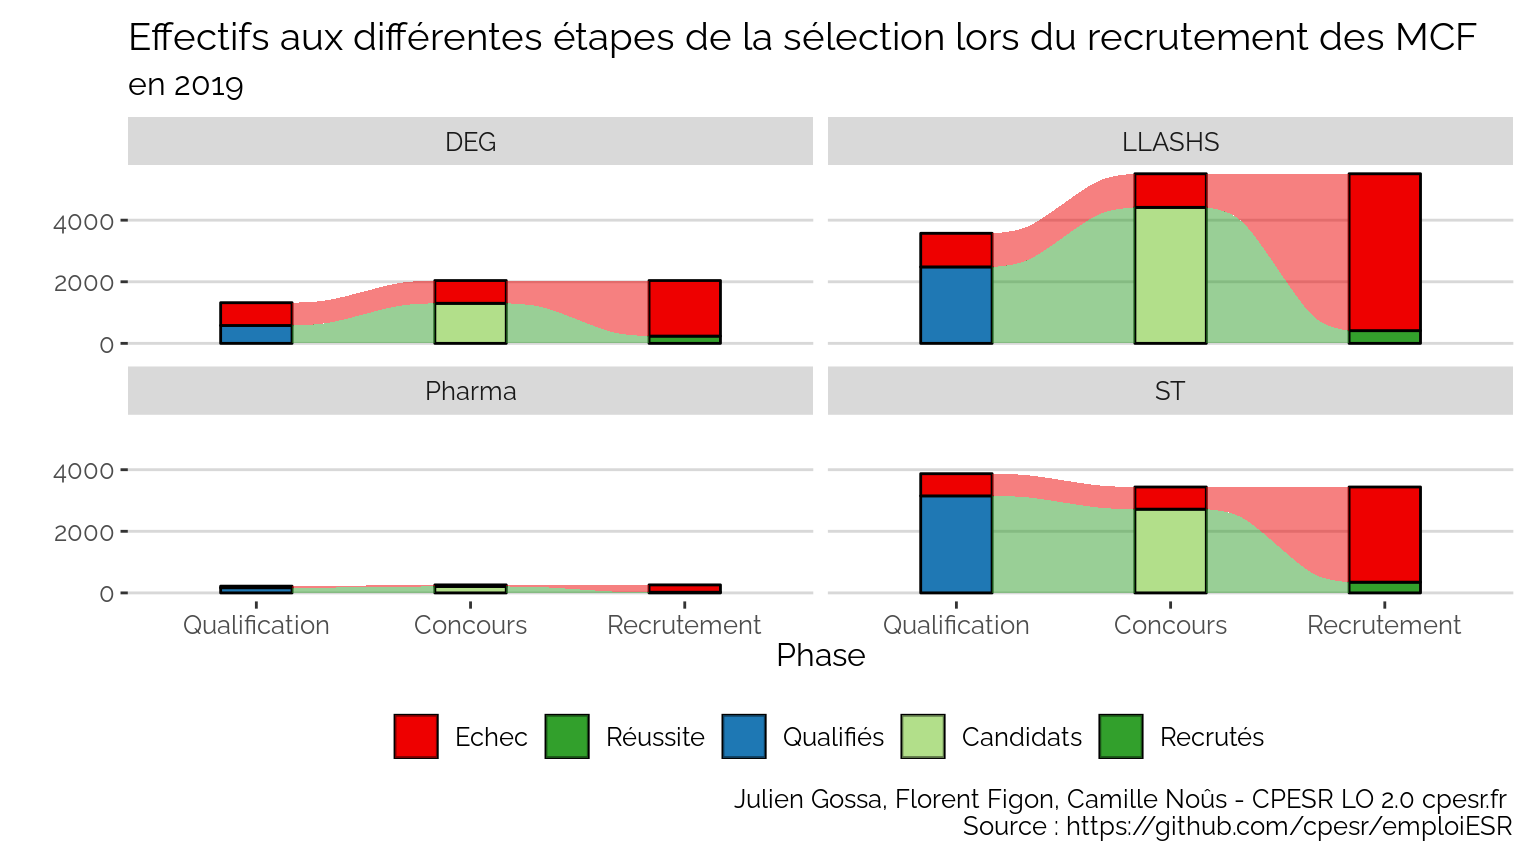 Effectifs aux différentes étapes de la sélection lors du recrutement des MCF
en 2019
DEG
LLASHS
4000
2000
0
Pharma
ST
4000
2000
0
Qualification Concours Recrutement Qualification Concours Recrutement
Phase
Echec Réussite Qualifiés Candidats Recrutés
Julien Gossa, Florent Figon, Camille Noûs - CPESR LO 2.0 cpesr.fr
Source : https://github.com/cpesr/emploiESR